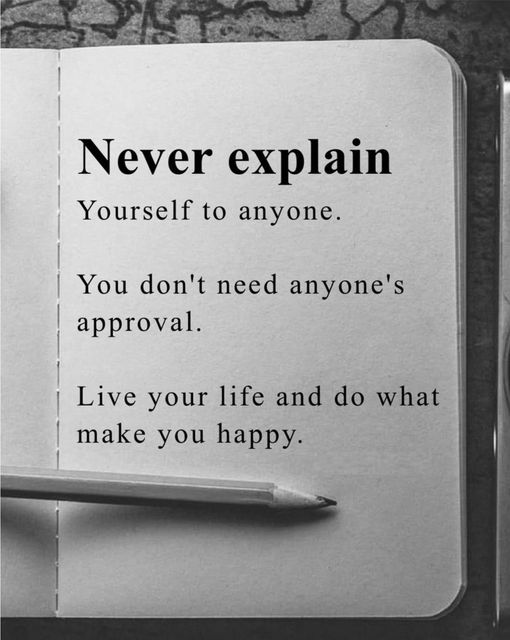 Never explain
Yourself to anyone.
You don't need anyone's
approval.
Live your life and do what
make you happy.